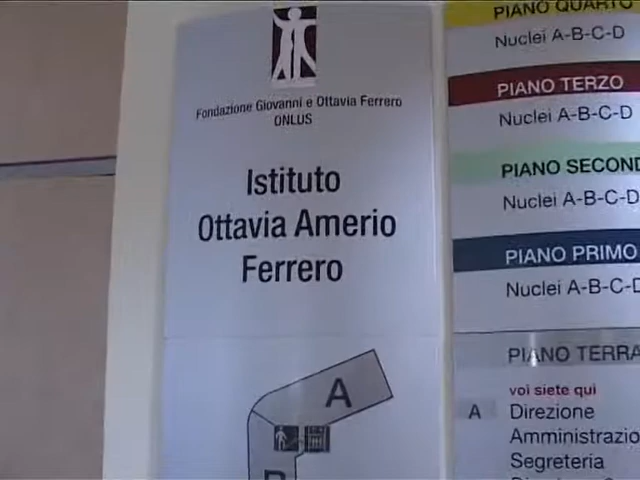 Fondazione Giovanni e Ottavia Ferrero
ONLUS
Istituto
Ottavia Amerio
Ferrero
A
PIANO QUARTO
Nuclei A-B-C-D
PIANO TERZO
Nuclei A-B-C-D
PIANO SECOND
Nuclei A-B-C-D
PIANO PRIMO
Nuclei A-B-C-D
PIANO TERRA
voi siete qui
A Direzione
Amministrazio
Segreteria